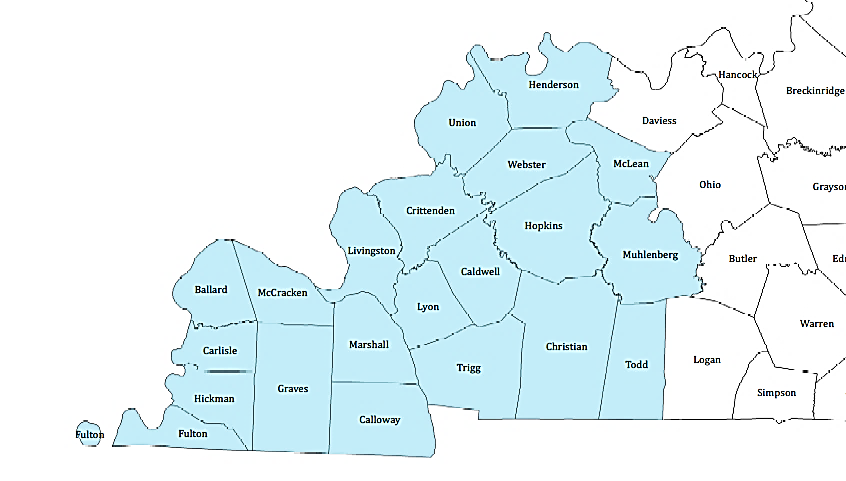 Hancock
Henderson
Breckinridge
Daviess
Union
Webster
McLean
Ohio
Grayso
Crittenden
Hopkins
Livingston
Muhlenberg
Butler
Ed
Caldwell
Ballard
McCracken
Lyon
Warren
Carlisle
Marshall
Christian
Logan
Trigg
Todd
Graves
Simpson
Hickman
Calloway
Fulton
Fulton